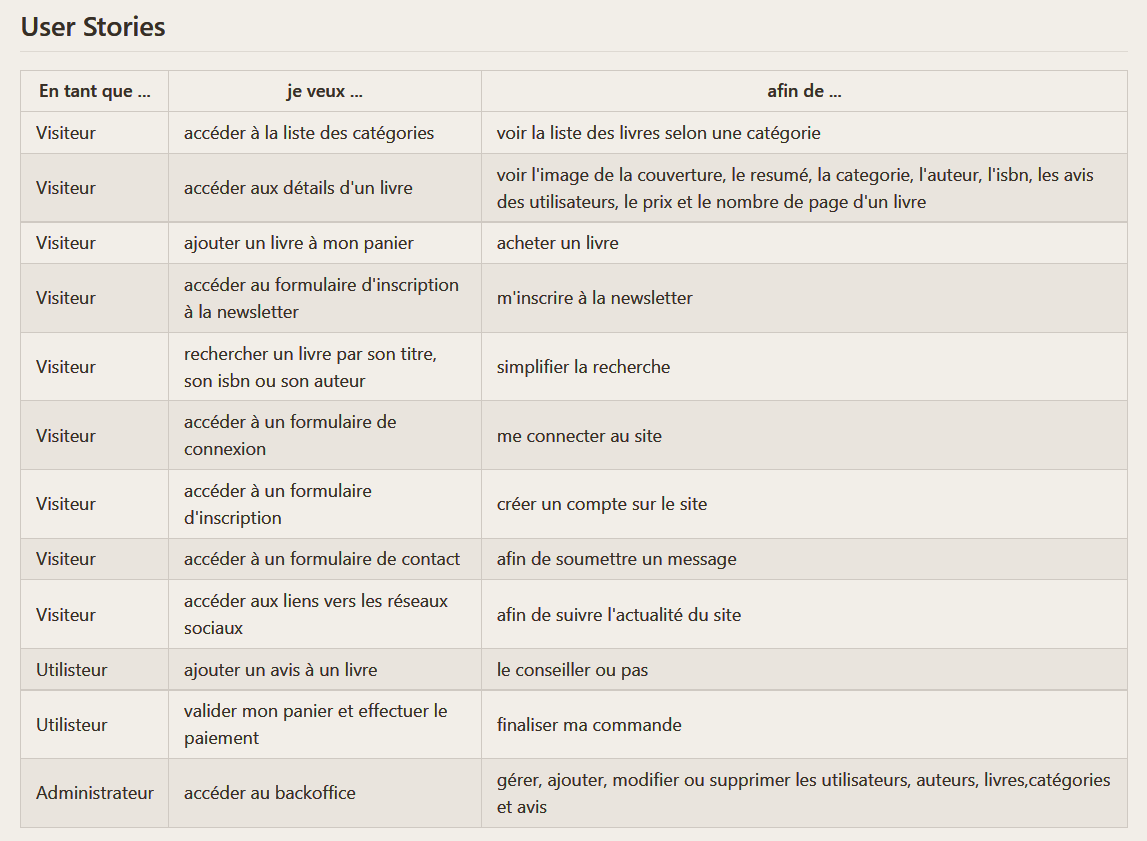 User Stories
En tant que ... je veux ... afin de ...
Visiteur accéder à la liste des catégories voir la liste des livres selon une catégorie
Visiteur accéder aux détails d'un livre voir l'image de la couverture, le resumé, la categorie, l'auteur, l'isbn, les avis
des utilisateurs, le prix et le nombre de page d'un livre
Visiteur ajouter un livre à mon panier acheter un livre
Visiteur accéder au formulaire d'inscription
à la newsletter m'inscrire à la newsletter
Visiteur rechercher un livre par son titre,
son isbn ou son auteur simplifier la recherche
Visiteur accéder à un formulaire de
connexion me connecter au site
Visiteur accéder à un formulaire
d'inscription créer un compte sur le site
Visiteur accéder à un formulaire de contact afin de soumettre un message
Visiteur accéder aux liens vers les réseaux
sociaux afin de suivre l'actualité du site
Utilisteur ajouter un avis à un livre le conseiller ou pas
Utilisteur valider mon panier et effectuer le
paiement finaliser ma commande
Administrateur accéder au backoffice gérer, ajouter, modifier ou supprimer les utilisateurs, auteurs, livres,catégories
et avis